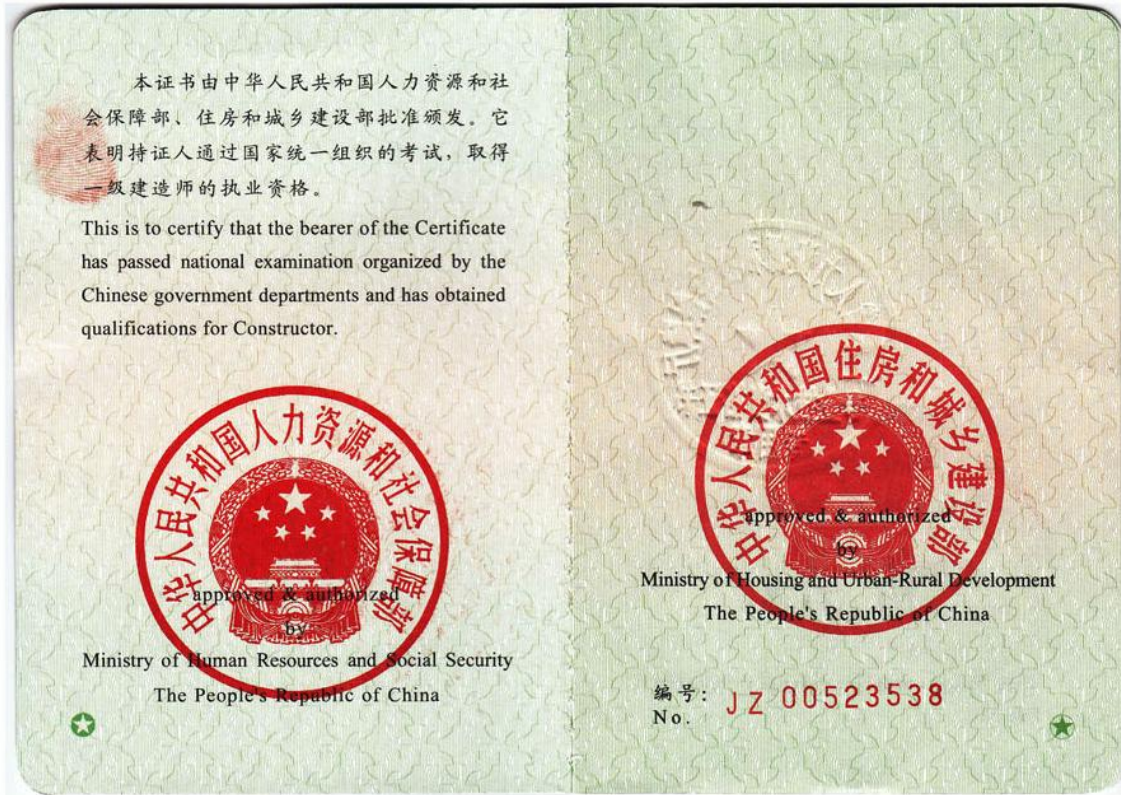 本证书由中华人民共和国人力资源和社
会保障部、住房和城乡建设部批准颁发。它
表明持证人通过国家统一组织的考试，取得
一级建造师的执业资格。
This is to certify that the bearer of the Certificate
has passed national examination organized by the
Chinese government departments and has obtained
qualifications for Constructor.
中华人民共和国人力资源和社会保障部
approved & authorized
by
Ministry of Human Resources and Social Security
The People's Republic of China
中华人民共和国住房和城乡建设部
approved & authorized
by
Ministry of Housing and Urban-Rural Development
The People's Republic of China
编号：
No. JZ 00523538